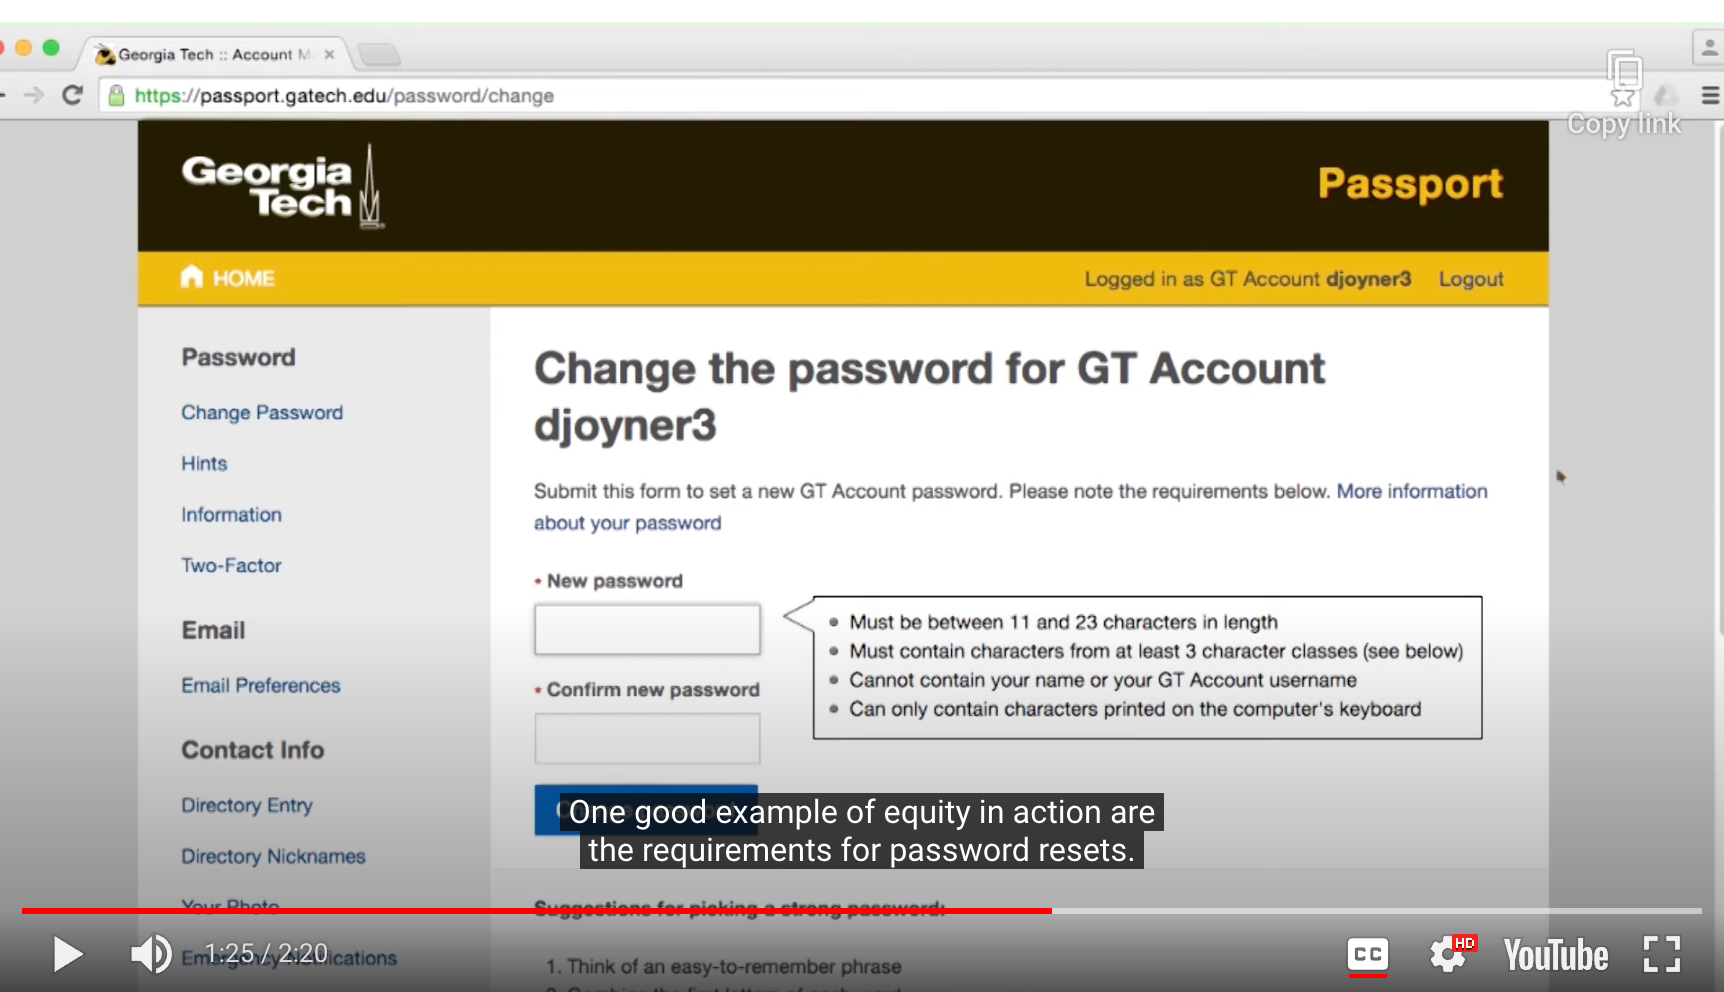 Georgia Tech :: Account M
https://passport.gatech.edu/password/change
Copy link
Georgia
Tech
Passport
HOME
Logged in as GT Account djoyner3 Logout
Password
Change Password
Hints
Information
Two-Factor
Email
Email Preferences
Contact Info
Directory Entry
Directory Nicknames
Your Photo
Emergency Notifications
Change the password for GT Account
djoyner3
Submit this form to set a new GT Account password. Please note the requirements below. More information
about your password
* New password
• Must be between 11 and 23 characters in length
• Must contain characters from at least 3 character classes (see below)
• Cannot contain your name or your GT Account username
• Can only contain characters printed on the computer's keyboard
* Confirm new password
One good example of equity in action are
the requirements for password resets.
Suggestions for picking a strong password:
1. Think of an easy-to-remember phrase
1:25 / 2:20
CC
HD
YouTube